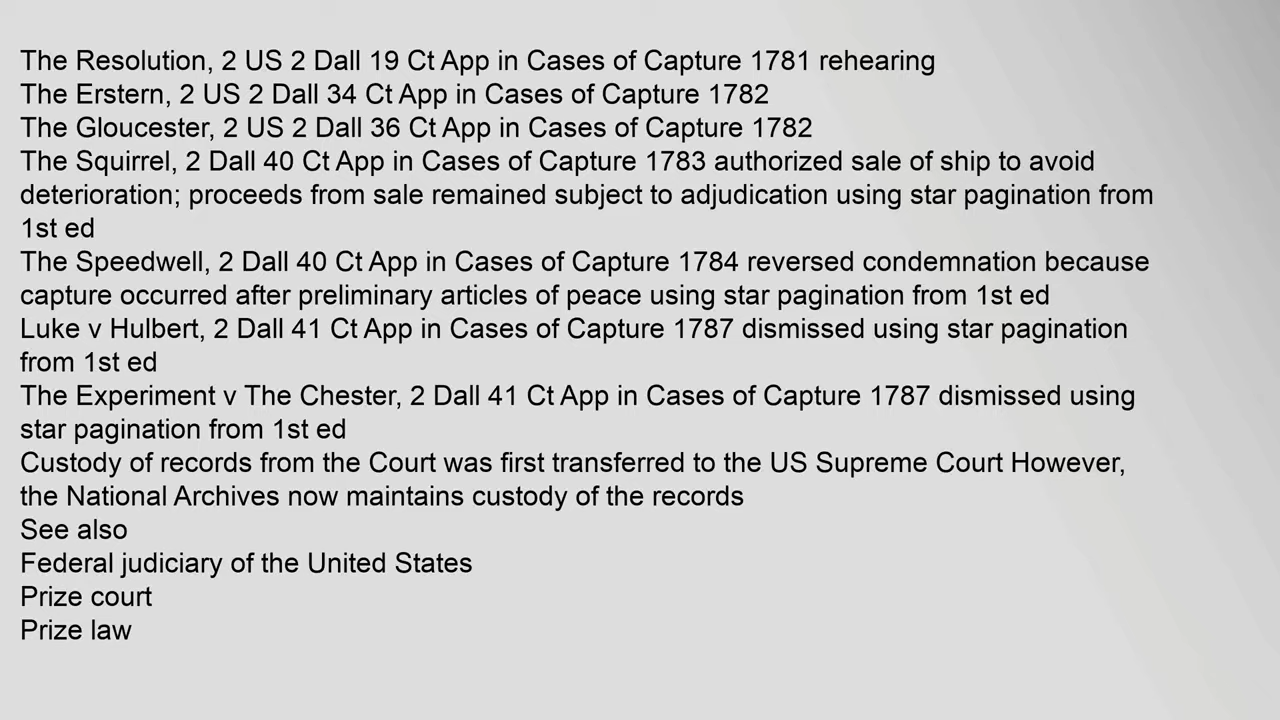 The Resolution, 2 US 2 Dall 19 Ct App in Cases of Capture 1781 rehearing
The Erstern, 2 US 2 Dall 34 Ct App in Cases of Capture 1782
The Gloucester, 2 US 2 Dall 36 Ct App in Cases of Capture 1782
The Squirrel, 2 Dall 40 Ct App in Cases of Capture 1783 authorized sale of ship to avoid
deterioration; proceeds from sale remained subject to adjudication using star pagination from
1st ed
The Speedwell, 2 Dall 40 Ct App in Cases of Capture 1784 reversed condemnation because
capture occurred after preliminary articles of peace using star pagination from 1st ed
Luke v Hulbert, 2 Dall 41 Ct App in Cases of Capture 1787 dismissed using star pagination
from 1st ed
The Experiment v The Chester, 2 Dall 41 Ct App in Cases of Capture 1787 dismissed using
star pagination from 1st ed
Custody of records from the Court was first transferred to the US Supreme Court However,
the National Archives now maintains custody of the records
See also
Federal judiciary of the United States
Prize court
Prize law